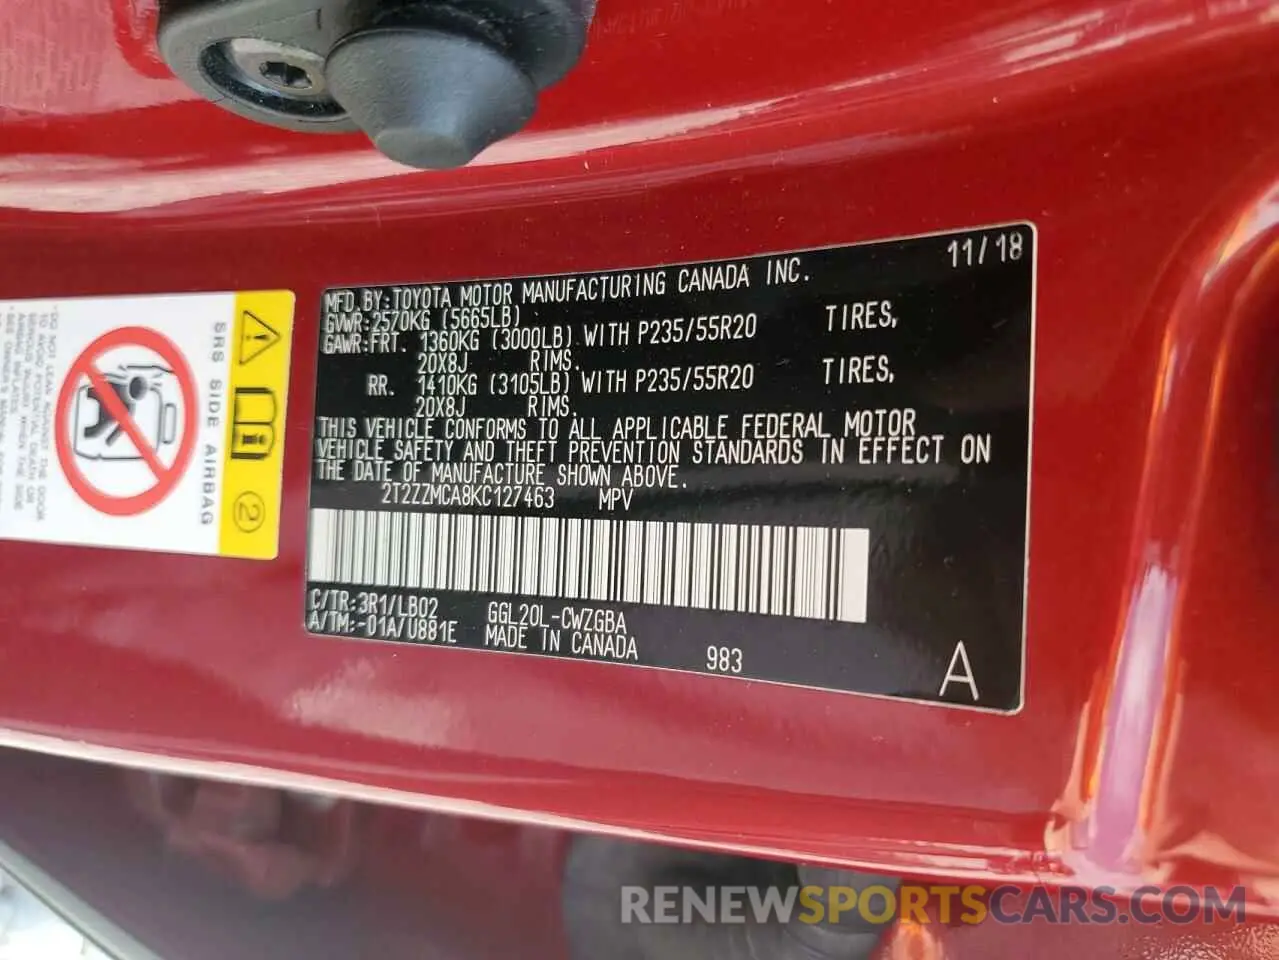 11/18
MFD. BY:TOYOTA MOTOR MANUFACTURING CANADA INC.
GVWR:2570KG (5665LB)
GAWR:FRT. 1360KG (3000LB) WITH P235/55R20 TIRES,
20X8J RIMS.
RR. 1410KG (3105LB) WITH P235/55R20 TIRES,
20X8J RIMS.
THIS VEHICLE CONFORMS TO ALL APPLICABLE FEDERAL MOTOR
VEHICLE SAFETY AND THEFT PREVENTION STANDARDS IN EFFECT ON
THE DATE OF MANUFACTURE SHOWN ABOVE.
2T2ZZMCA8KC127463 MPV
C/TR:3R1/LB02 GGL20L-CWZGBA
A/TM:-01A/U881E MADE IN CANADA 983
A
SRS SIDE AIRBAG
2
RENEWSPORTSCARS.COM